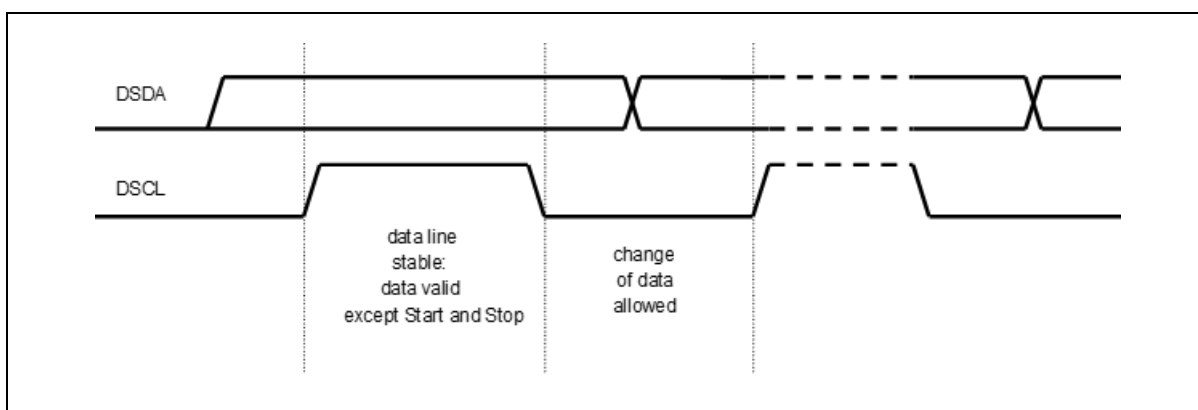 DSDA
DSCL
data line
stable:
data valid
except Start and Stop
change
of data
allowed